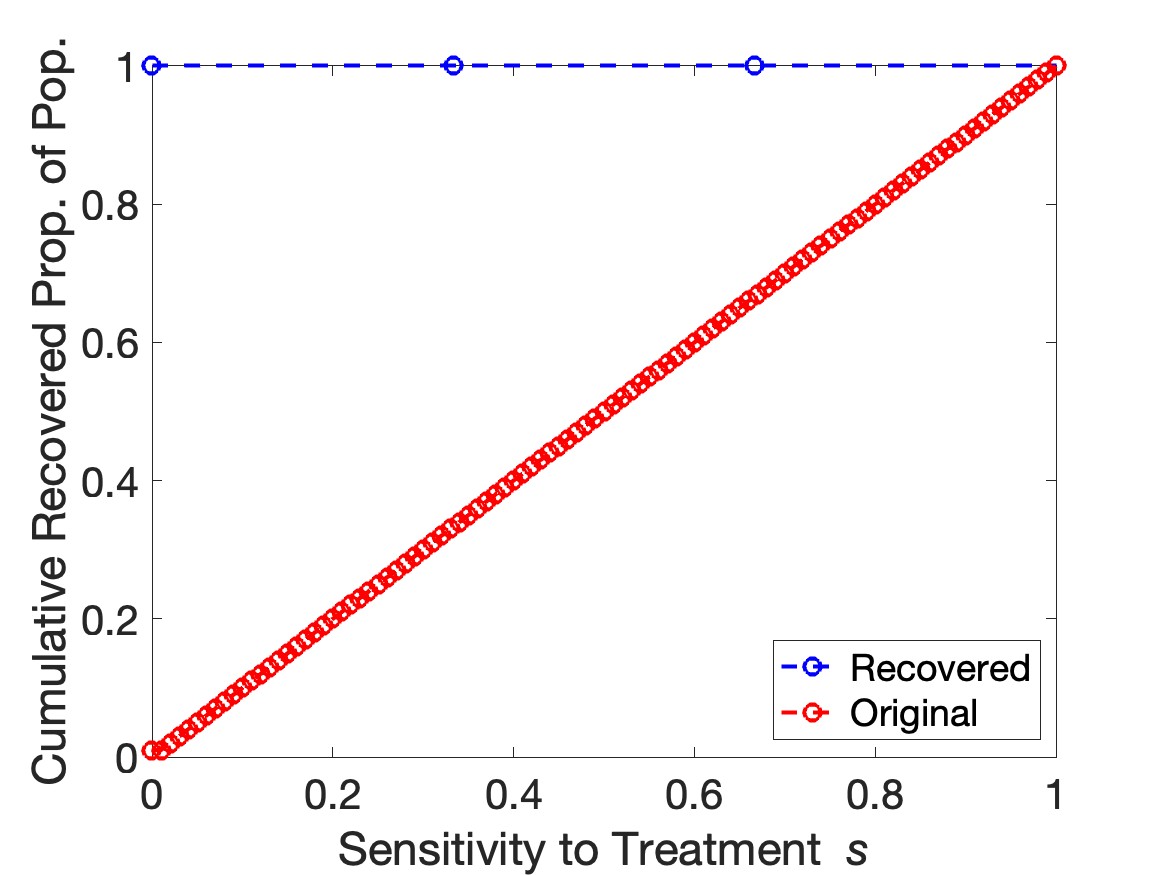 Cumulative Recovered Prop. of Pop.
1
0.8
0.6
0.4
0.2
0
0 0.2 0.4 0.6 0.8 1
Sensitivity to Treatment s
Recovered
Original